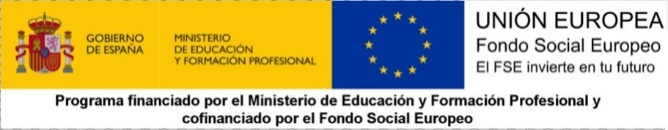 GOBIERNO
DE ESPAÑA
MINISTERIO
DE EDUCACIÓN
Y FORMACIÓN PROFESIONAL
UNIÓN EUROPEA
Fondo Social Europeo
El FSE invierte en tu futuro
Programa financiado por el Ministerio de Educación y Formación Profesional y
cofinanciado por el Fondo Social Europeo